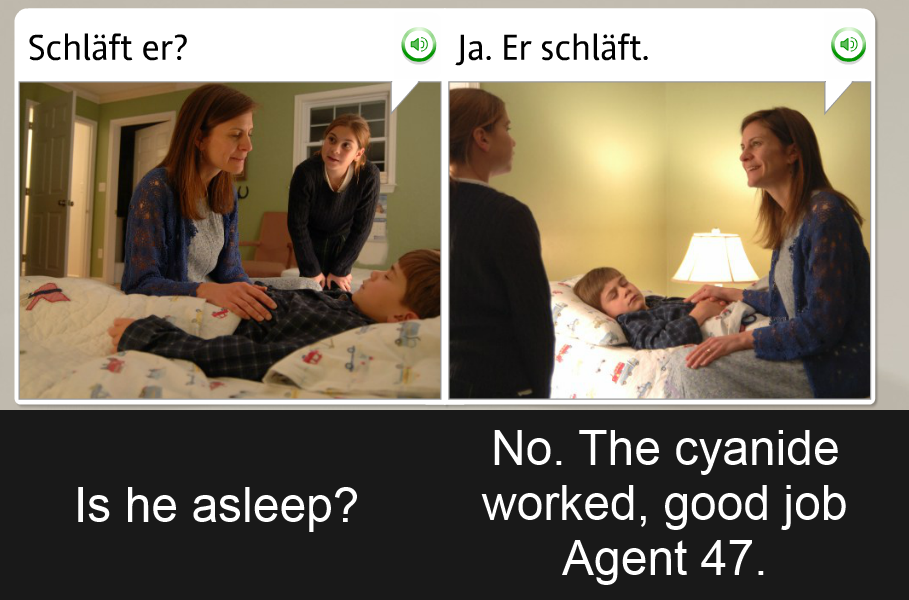 Schläft er?
Ja. Er schläft.
Is he asleep?
No. The cyanide
worked, good job
Agent 47.